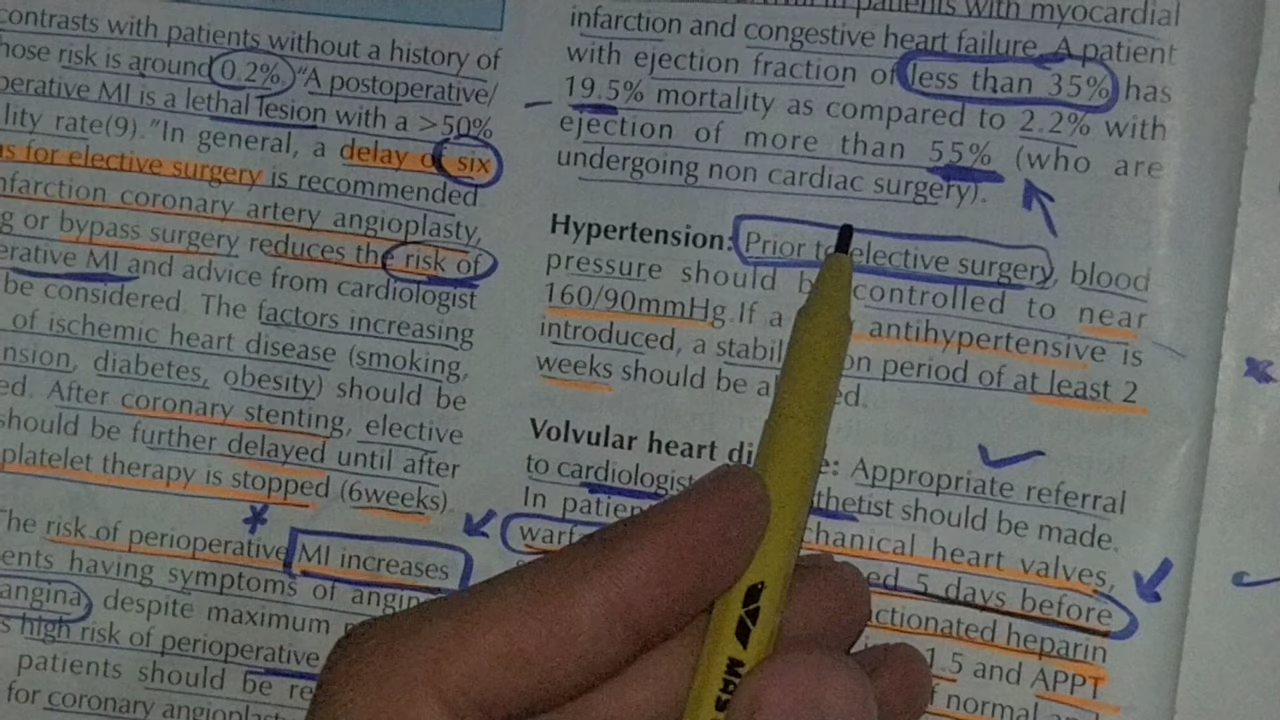 contrasts with patients without a history of
hose risk is around 0.2%. "A postoperative/
perative MI is a lethal lesion with a >50%
lity rate(9)."In general, a delay of six
s for elective surgery is recommended
nfarction coronary artery angioplasty,
g or bypass surgery reduces the risk of
erative MI and advice from cardiologist
be considered. The factors increasing
of ischemic heart disease (smoking,
nsion, diabetes, obesity) should be
ed. After coronary stenting, elective
should be further delayed until after
platelet therapy is stopped (6weeks).
The risk of perioperative MI increases
ents having symptoms of angin
angina) despite maximum
s high risk of perioperative
patients should be re
for coronary angioplas
in patients with myocardial
infarction and congestive heart failure. A patient
with ejection fraction of less than 35% has
19.5% mortality as compared to 2.2% with
ejection of more than 55% (who are
undergoing non cardiac surgery).
Hypertension: Prior to elective surgery, blood
pressure should b controlled to near
160/90mmHg.If a antihypertensive is
introduced, a stabil on period of at least 2
weeks should be a ed.
Volvular heart di e: Appropriate referral
to cardiologist thetist should be made.
In patien chanical heart valves,
warf ed 5 days before
actionated heparin
1.5 and APPT
f normal
MAS